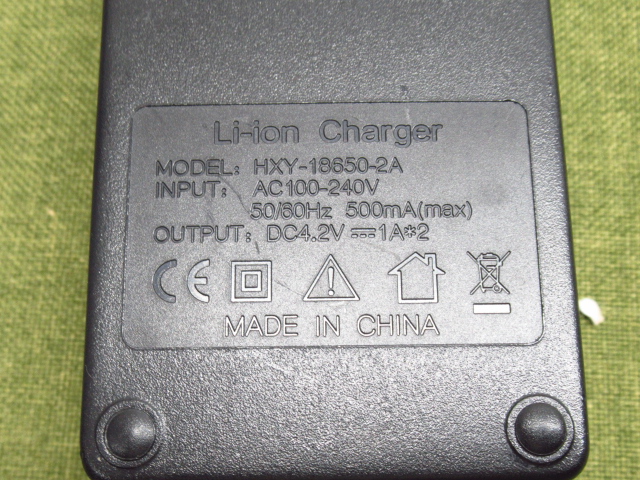 Li-ion Charger
MODEL: HXY-18650-2A
INPUT: AC100-240V
50/60Hz 500mA(max)
OUTPUT: DC4.2V⎓1A*2
CE
MADE IN CHINA